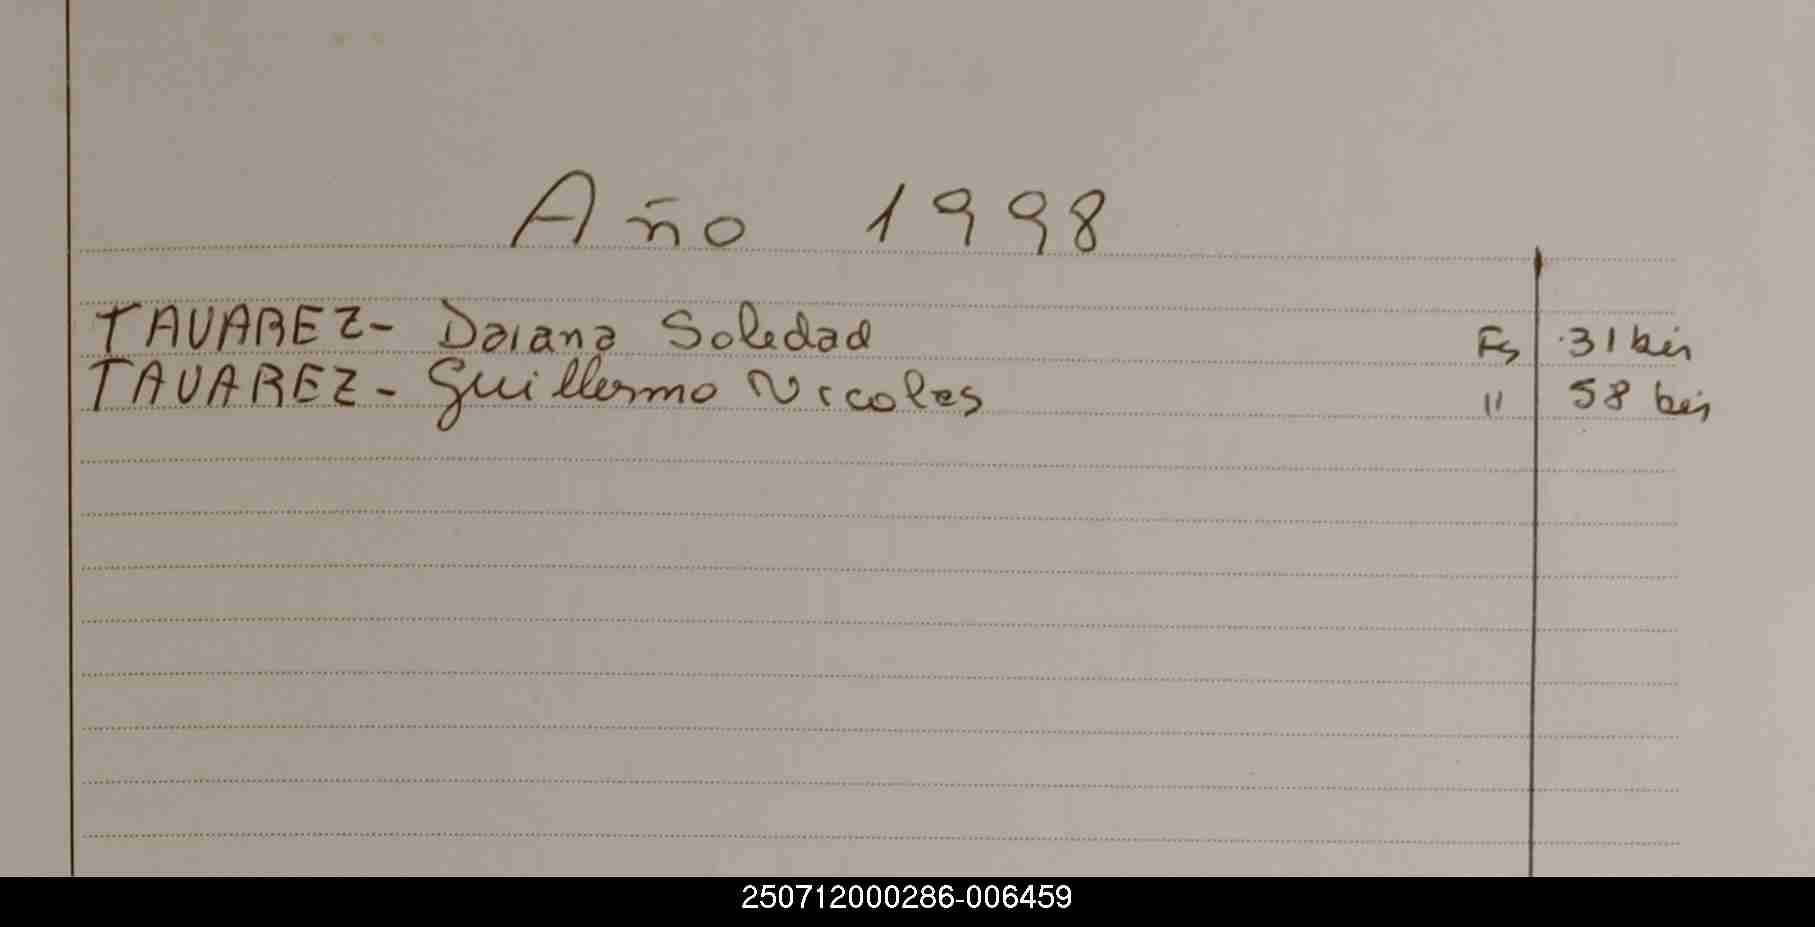 Año 1998
TAVAREZ- Daiana Soledad Fs 31 bis
TAVAREZ- Guillermo Nicolas " 58 bis
250712000286-006459